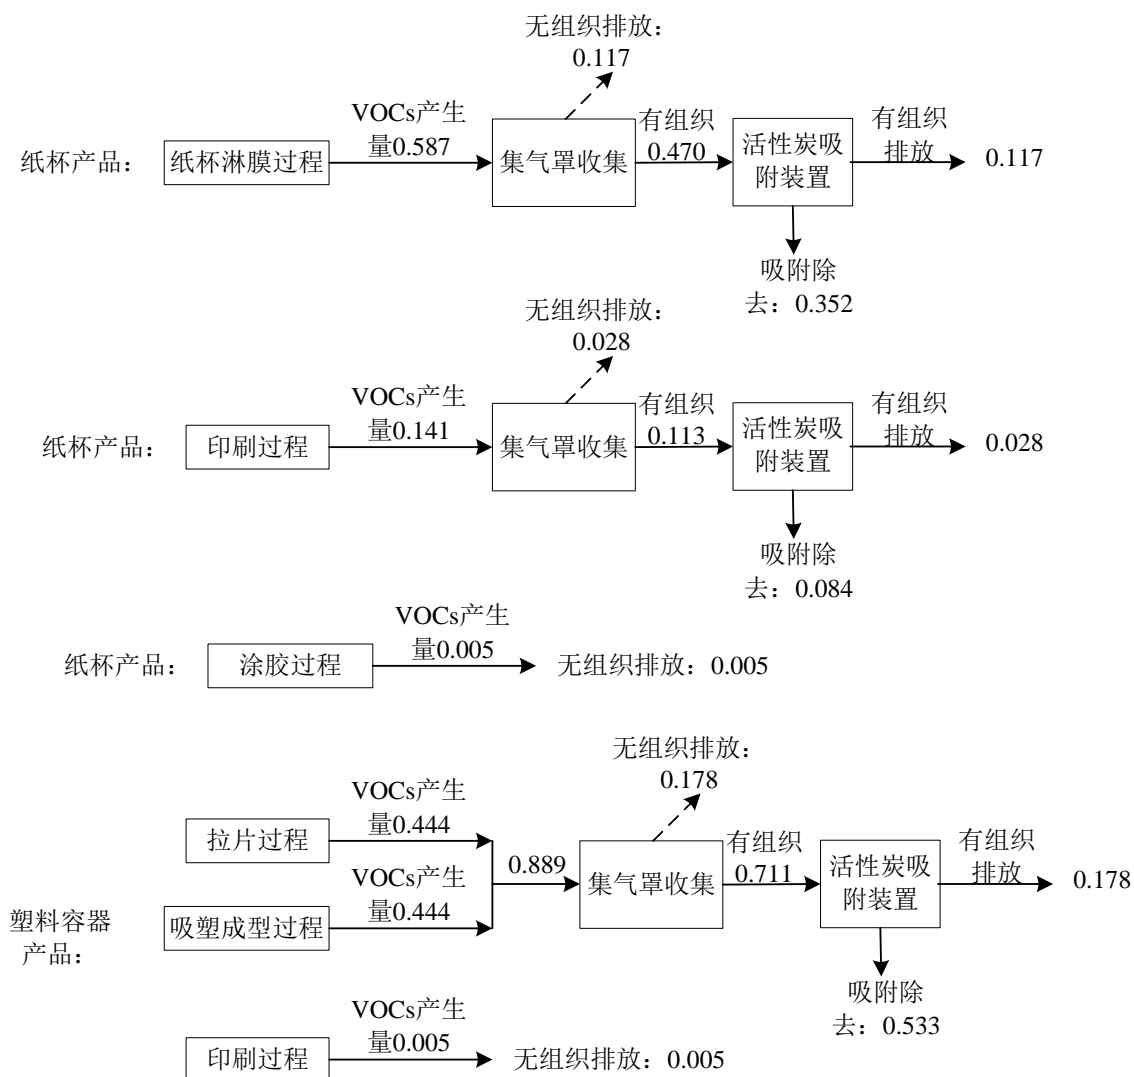 无组织排放：
0.117
VOCs产生
量0.587
有组织
0.470
有组织
排放
纸杯产品：
纸杯淋膜过程
集气罩收集
活性炭吸
附装置
0.117
吸附除
去：0.352
无组织排放：
0.028
VOCs产生
量0.141
有组织
0.113
有组织
排放
纸杯产品：
印刷过程
集气罩收集
活性炭吸
附装置
0.028
吸附除
去：0.084
VOCs产生
量0.005
纸杯产品：
涂胶过程
无组织排放：0.005
无组织排放：
0.178
VOCs产生
量0.444
拉片过程
0.889
集气罩收集
有组织
0.711
活性炭吸
附装置
有组织
排放
0.178
VOCs产生
量0.444
塑料容器
产品：
吸塑成型过程
吸附除
去：0.533
VOCs产生
量0.005
印刷过程
无组织排放：0.005